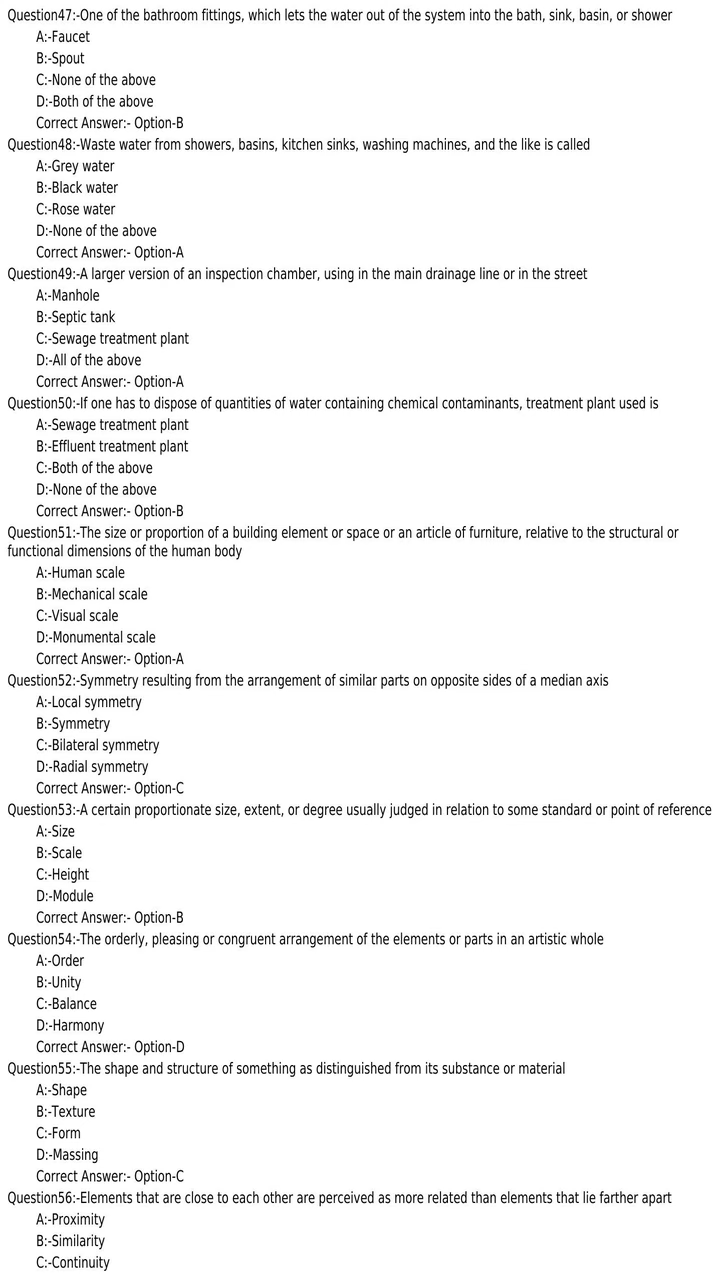 Question47:-One of the bathroom fittings, which lets the water out of the system into the bath, sink, basin, or shower
A:-Faucet
B:-Spout
C:-None of the above
D:-Both of the above
Correct Answer:- Option-B
Question48:-Waste water from showers, basins, kitchen sinks, washing machines, and the like is called
A:-Grey water
B:-Black water
C:-Rose water
D:-None of the above
Correct Answer:- Option-A
Question49:-A larger version of an inspection chamber, using in the main drainage line or in the street
A:-Manhole
B:-Septic tank
C:-Sewage treatment plant
D:-All of the above
Correct Answer:- Option-A
Question50:-If one has to dispose of quantities of water containing chemical contaminants, treatment plant used is
A:-Sewage treatment plant
B:-Effluent treatment plant
C:-Both of the above
D:-None of the above
Correct Answer:- Option-B
Question51:-The size or proportion of a building element or space or an article of furniture, relative to the structural or
functional dimensions of the human body
A:-Human scale
B:-Mechanical scale
C:-Visual scale
D:-Monumental scale
Correct Answer:- Option-A
Question52:-Symmetry resulting from the arrangement of similar parts on opposite sides of a median axis
A:-Local symmetry
B:-Symmetry
C:-Bilateral symmetry
D:-Radial symmetry
Correct Answer:- Option-C
Question53:-A certain proportionate size, extent, or degree usually judged in relation to some standard or point of reference
A:-Size
B:-Scale
C:-Height
D:-Module
Correct Answer:- Option-B
Question54:-The orderly, pleasing or congruent arrangement of the elements or parts in an artistic whole
A:-Order
B:-Unity
C:-Balance
D:-Harmony
Correct Answer:- Option-D
Question55:-The shape and structure of something as distinguished from its substance or material
A:-Shape
B:-Texture
C:-Form
D:-Massing
Correct Answer:- Option-C
Question56:-Elements that are close to each other are perceived as more related than elements that lie farther apart
A:-Proximity
B:-Similarity
C:-Continuity